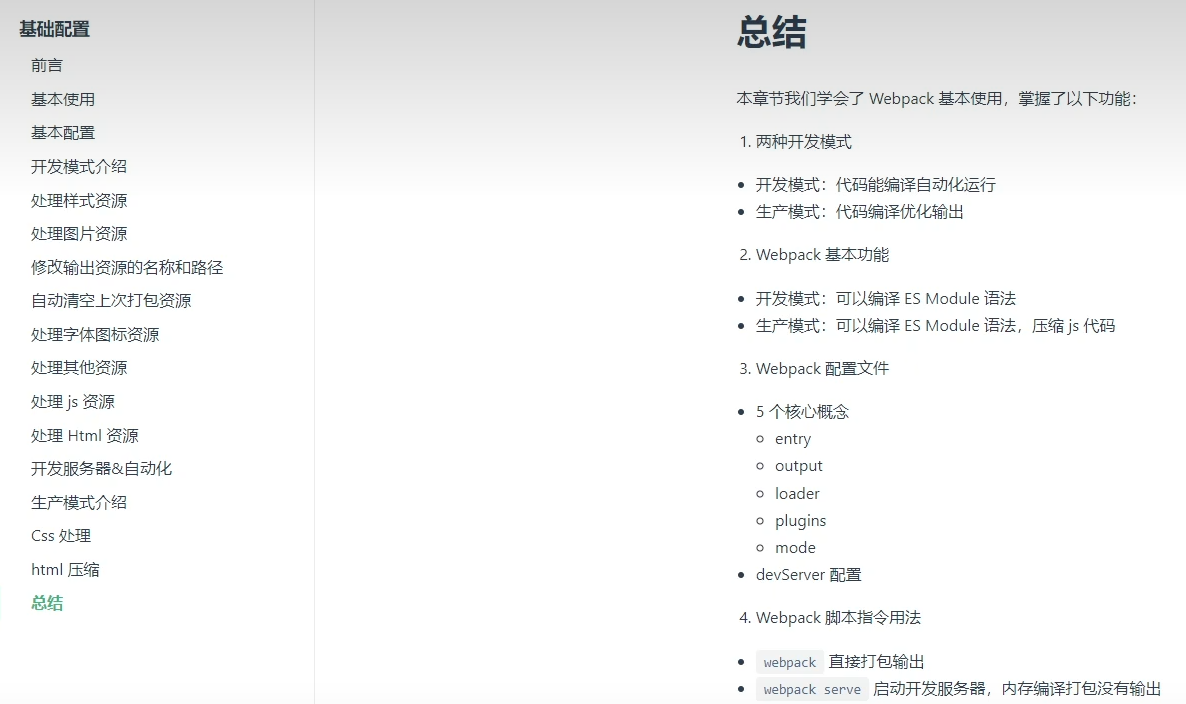 基础配置
前言
基本使用
基本配置
开发模式介绍
处理样式资源
处理图片资源
修改输出资源的名称和路径
自动清空上次打包资源
处理字体图标资源
处理其他资源
处理 js 资源
处理 Html 资源
开发服务器&自动化
生产模式介绍
Css 处理
html 压缩
总结
总结
本章节我们学会了 Webpack 基本使用，掌握了以下功能：
1. 两种开发模式
• 开发模式：代码能编译自动化运行
• 生产模式：代码编译优化输出
2. Webpack 基本功能
• 开发模式：可以编译 ES Module 语法
• 生产模式：可以编译 ES Module 语法，压缩 js 代码
3. Webpack 配置文件
• 5 个核心概念
◦ entry
◦ output
◦ loader
◦ plugins
◦ mode
• devServer 配置
4. Webpack 脚本指令用法
• webpack 直接打包输出
• webpack serve 启动开发服务器，内存编译打包没有输出